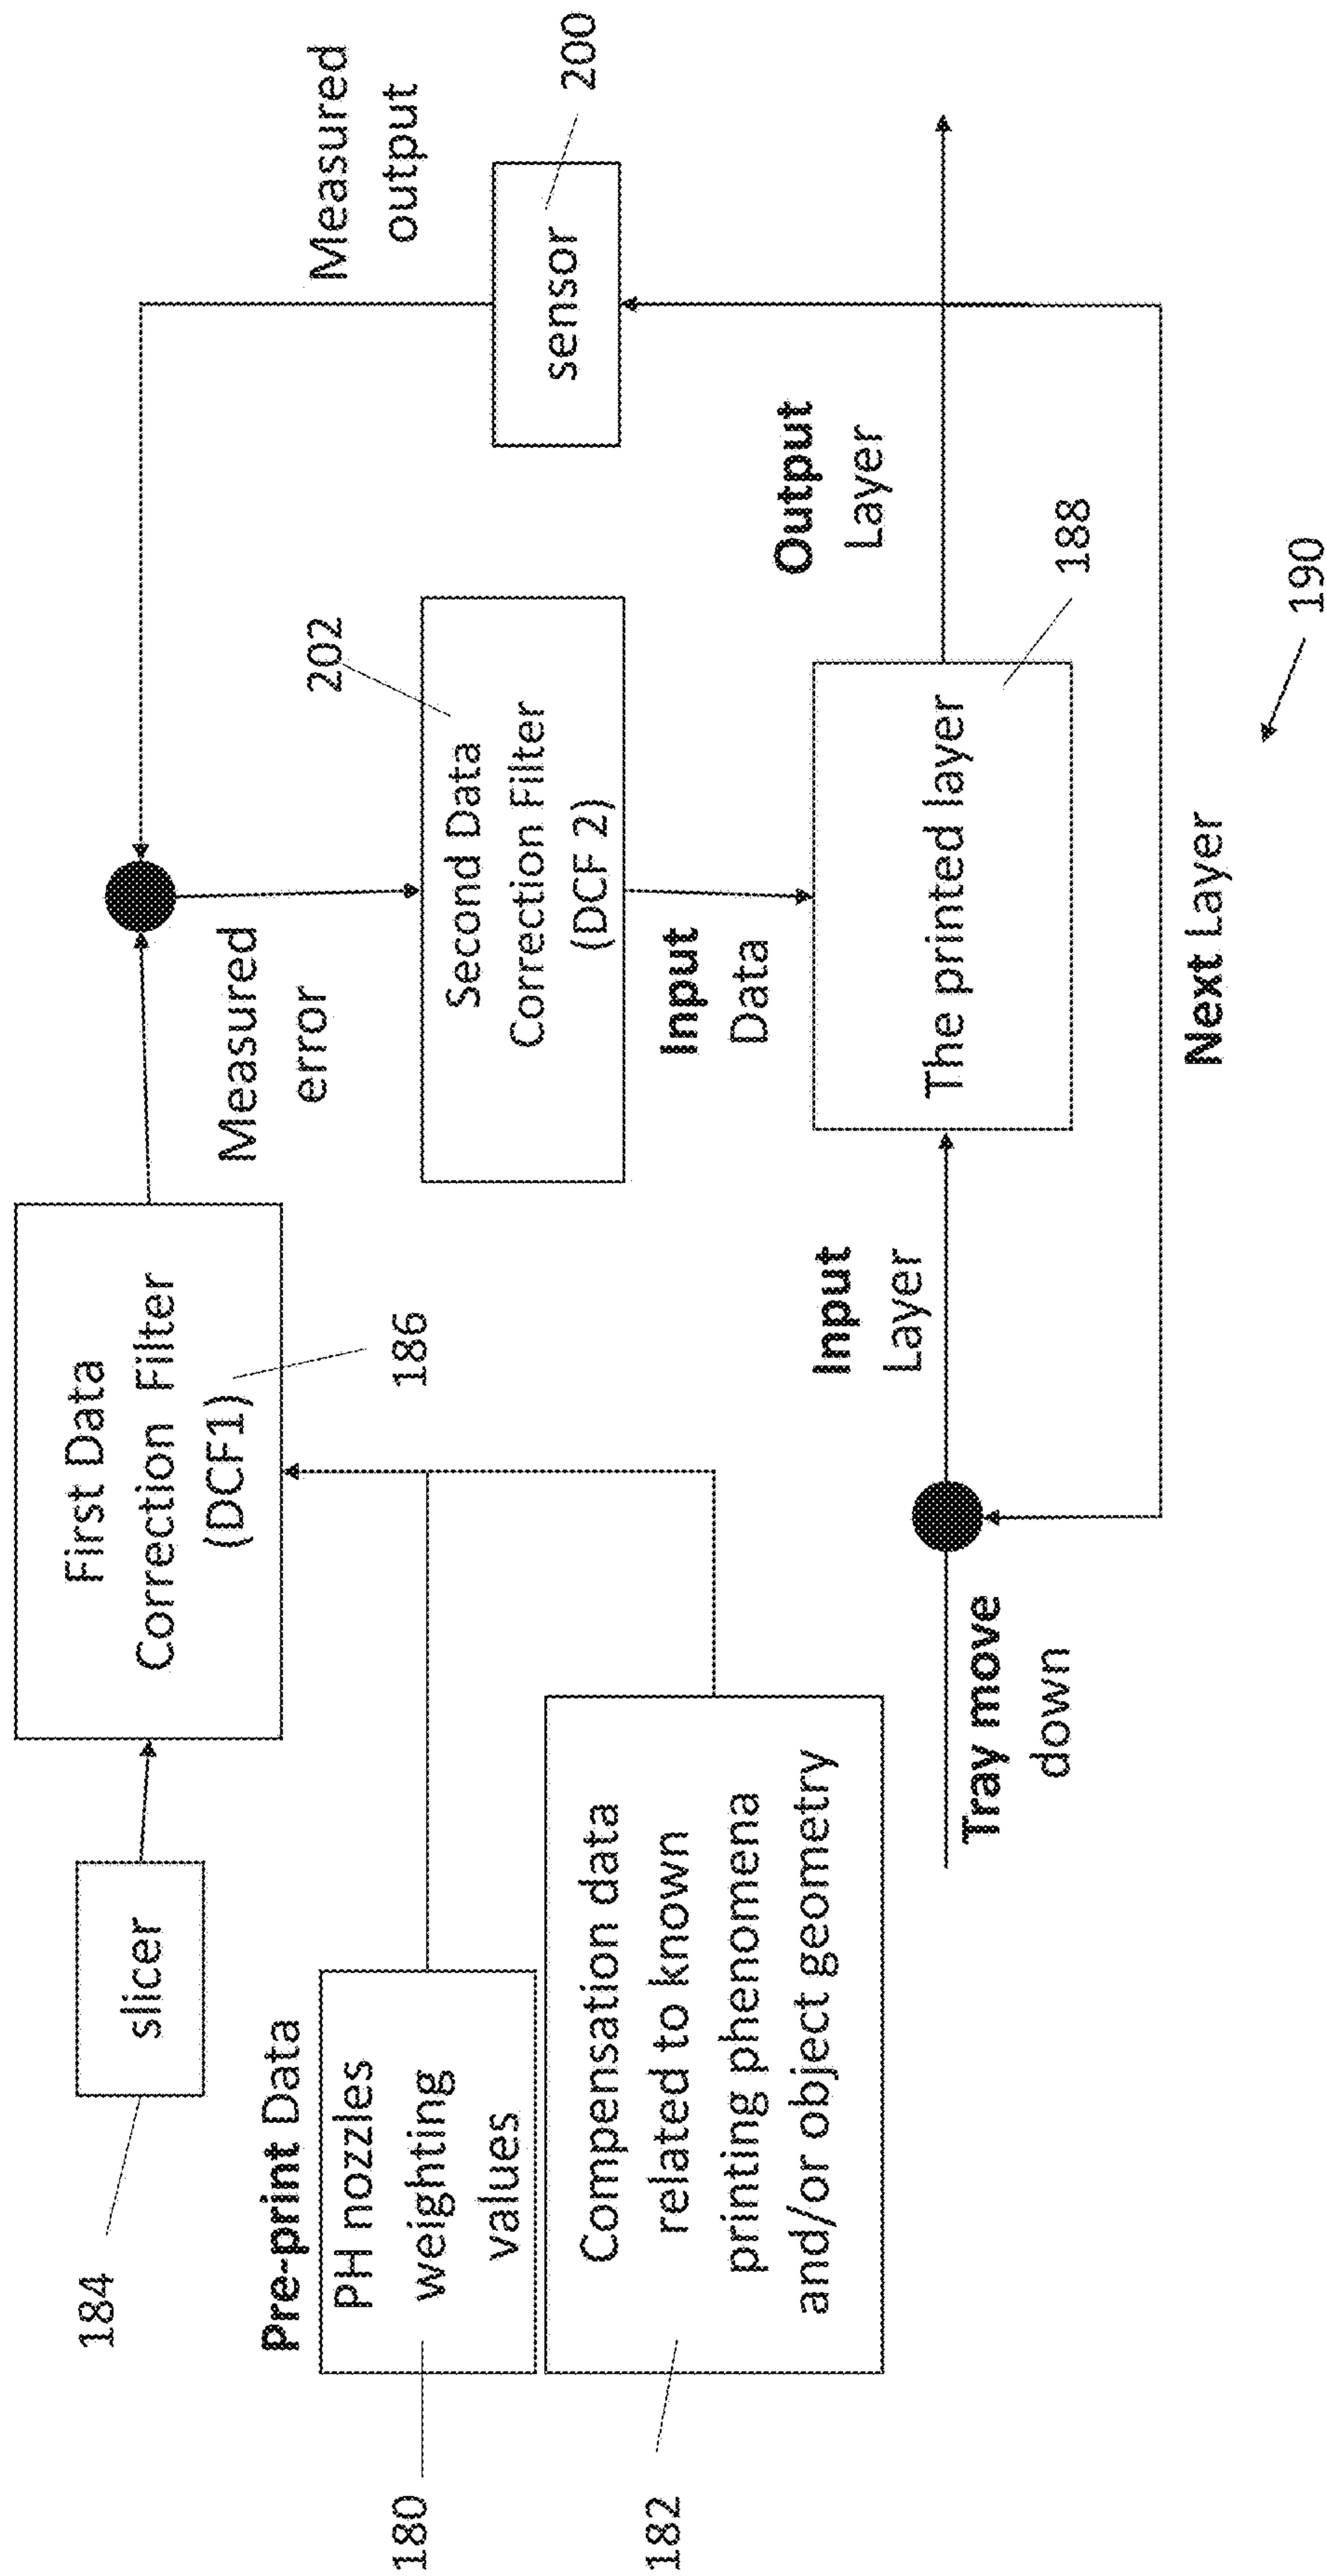 184
slicer
First Data
Correction Filter
(DCF1)
186
Measured
error
Measured
output
Pre-print Data
180
PH nozzles
weighting
values
182
Compensation data
related to known
printing phenomena
and/or object geometry
202
Second Data
Correction Filter
(DCF 2)
sensor
200
Input
Data
Tray move
down
Input
Layer
The printed layer
188
Output
Layer
Next Layer
190